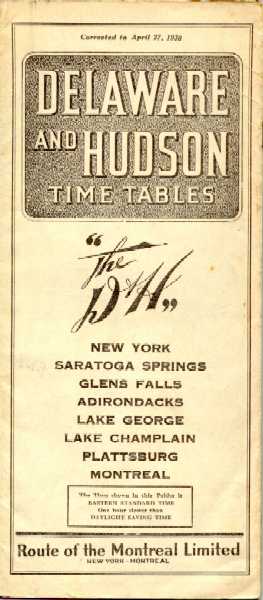 Corrected to April 27, 1930
DELAWARE
AND HUDSON
TIME TABLES
"The
D&H"
NEW YORK
SARATOGA SPRINGS
GLENS FALLS
ADIRONDACKS
LAKE GEORGE
LAKE CHAMPLAIN
PLATTSBURG
MONTREAL
The Time shown in this Folder is
EASTERN STANDARD TIME
One hour slower than
DAYLIGHT SAVING TIME
Route of the Montreal Limited
NEW YORK - MONTREAL